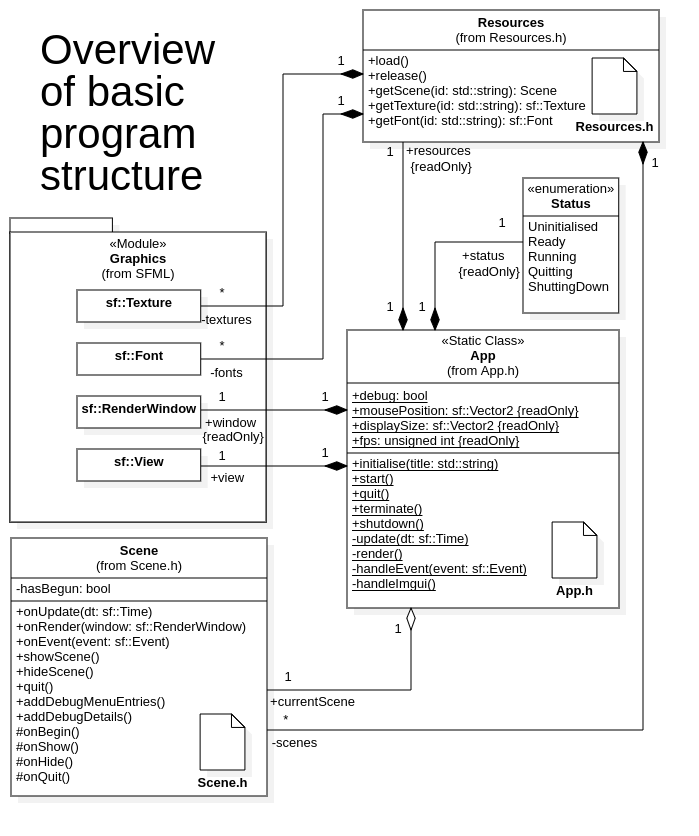 Overview
of basic
program
structure
Resources
(from Resources.h)
+load()
+release()
+getScene(id: std::string): Scene
+getTexture(id: std::string): sf::Texture
+getFont(id: std::string): sf::Font
Resources.h
1
1
1
+resources
{readOnly}
1
«enumeration»
Status
Uninitialised
Ready
Running
Quitting
ShuttingDown
1
+status
{readOnly}
1
1
«Module»
Graphics
(from SFML)
sf::Texture
*
-textures
sf::Font
*
-fonts
sf::RenderWindow
1
+window
{readOnly}
1
sf::View
1
+view
1
«Static Class»
App
(from App.h)
+debug: bool
+mousePosition: sf::Vector2 {readOnly}
+displaySize: sf::Vector2 {readOnly}
+fps: unsigned int {readOnly}
+initialise(title: std::string)
+start()
+quit()
+terminate()
+shutdown()
-update(dt: sf::Time)
-render()
-handleEvent(event: sf::Event)
-handleImgui()
App.h
1
Scene
(from Scene.h)
-hasBegun: bool
+onUpdate(dt: sf::Time)
+onRender(window: sf::RenderWindow)
+onEvent(event: sf::Event)
+showScene()
+hideScene()
+quit()
+addDebugMenuEntries()
+addDebugDetails()
#onBegin()
#onShow()
#onHide()
#onQuit()
Scene.h
1
+currentScene
*
-scenes